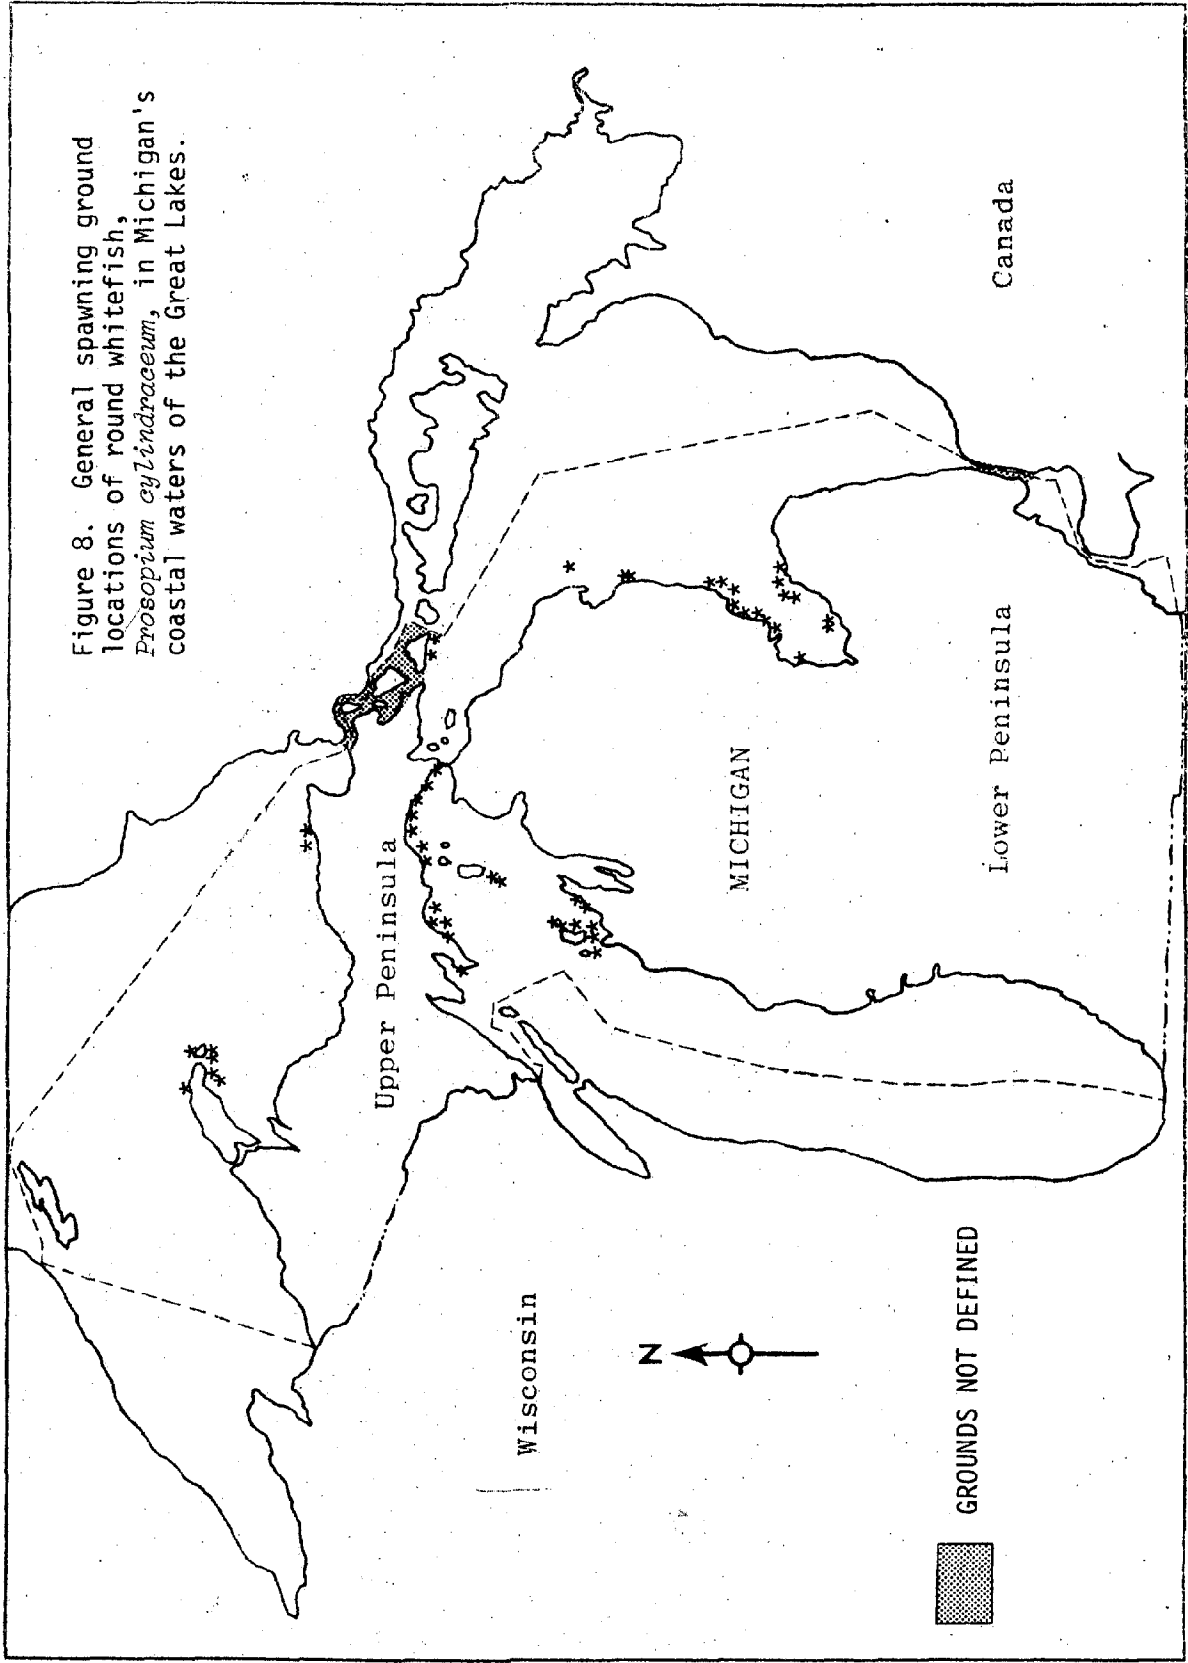 Figure 8. General spawning ground
locations of round whitefish,
Prosopium cylindraceum, in Michigan's
coastal waters of the Great Lakes.
Upper Peninsula
Canada
Wisconsin
N
MICHIGAN
Lower Peninsula
GROUNDS NOT DEFINED